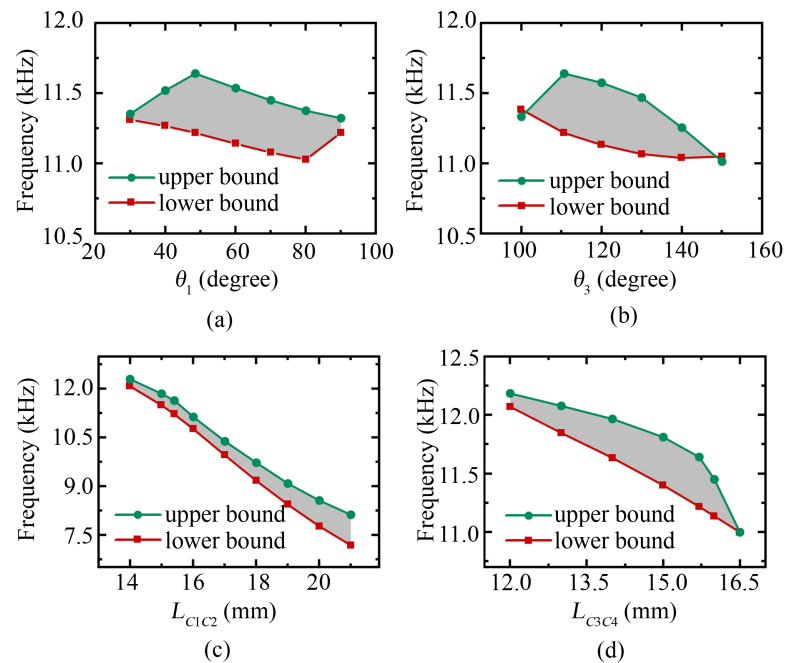 12.0
11.5
11.0
10.5
Frequency (kHz)
upper bound
lower bound
20 40 60 80 100
θ1 (degree)
(a)
12.0
11.5
11.0
10.5
Frequency (kHz)
upper bound
lower bound
100 120 140 160
θ3 (degree)
(b)
12.0
10.5
9.0
7.5
Frequency (kHz)
upper bound
lower bound
14 16 18 20
LC1C2 (mm)
(c)
12.5
12.0
11.5
11.0
Frequency (kHz)
upper bound
lower bound
12.0 13.5 15.0 16.5
LC3C4 (mm)
(d)